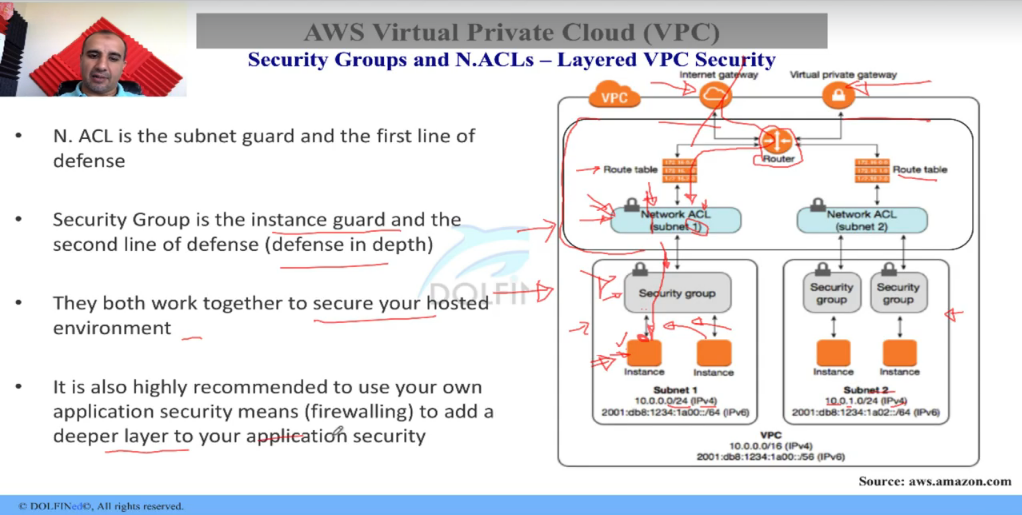 AWS Virtual Private Cloud (VPC)
Security Groups and N.ACLs – Layered VPC Security
• N. ACL is the subnet guard and the first line of
defense
• Security Group is the instance guard and the
second line of defense (defense in depth)
• They both work together to secure your hosted
environment
• It is also highly recommended to use your own
application security means (firewalling) to add a
deeper layer to your application security
DOLFIN
Internet gateway
Virtual private gateway
VPC
Router
Route table
Route table
Network ACL
(subnet 1)
Network ACL
(subnet 2)
Security group
Security
group
Security
group
Instance
Instance
Instance
Instance
Subnet 1
10.0.0.0/24 (IPv4)
2001:db8:1234:1a00::/64 (IPv6)
Subnet 2
10.0.1.0/24 (IPv4)
2001:db8:1234:1a02::/64 (IPv6)
VPC
10.0.0.0/16 (IPv4)
2001:db8:1234:1a00::/56 (IPv6)
Source: aws.amazon.com
© DOLFINed©, All rights reserved.